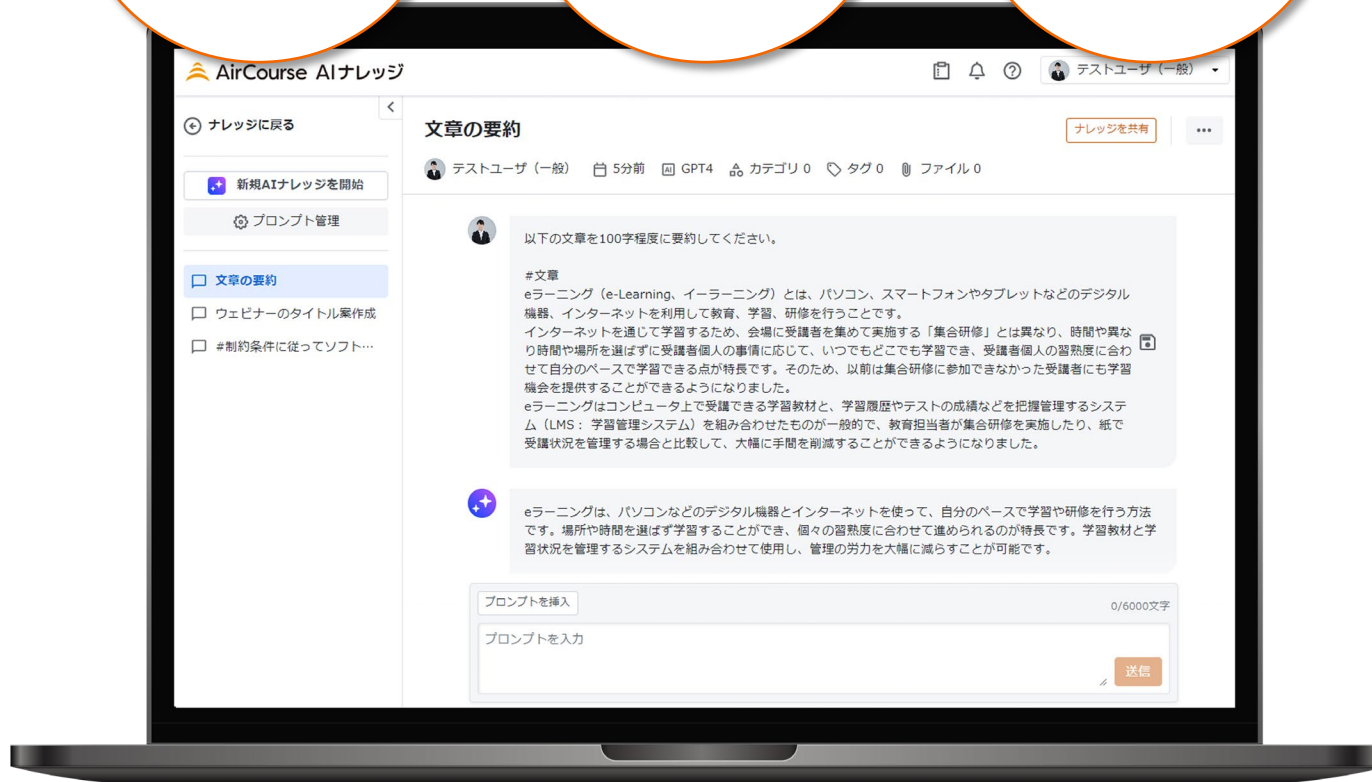 AirCourse AIナレッジ
テストユーザ（一般）
ナレッジに戻る
新規AIナレッジを開始
プロンプト管理
文章の要約
ウェビナーのタイトル案作成
#制約条件に従ってソフト…
文章の要約
ナレッジを共有
テストユーザ（一般） 5分前 GPT4 カテゴリ 0 タグ 0 ファイル 0
以下の文章を100字程度に要約してください。
#文章
eラーニング（e-Learning、イーラーニング）とは、パソコン、スマートフォンやタブレットなどのデジタル
機器、インターネットを利用して教育、学習、研修を行うことです。
インターネットを通じて学習するため、会場に受講者を集めて実施する「集合研修」とは異なり、時間や異な
り時間や場所を選ばずに受講者個人の事情に応じて、いつでもどこでも学習でき、受講者個人の習熟度に合わ
せて自分のペースで学習できる点が特長です。そのため、以前は集合研修に参加できなかった受講者にも学習
機会を提供することができるようになりました。
eラーニングはコンピュータ上で受講できる学習教材と、学習履歴やテストの成績などを把握管理するシステ
ム（LMS： 学習管理システム）を組み合わせたものが一般的で、教育担当者が集合研修を実施したり、紙で
受講状況を管理する場合と比較して、大幅に手間を削減することができるようになりました。
eラーニングは、パソコンなどのデジタル機器とインターネットを使って、自分のペースで学習や研修を行う方法
です。場所や時間を選ばず学習することができ、個々の習熟度に合わせて進められるのが特長です。学習教材と学
習状況を管理するシステムを組み合わせて使用し、管理の労力を大幅に減らすことが可能です。
プロンプトを挿入
0/6000文字
プロンプトを入力
送信